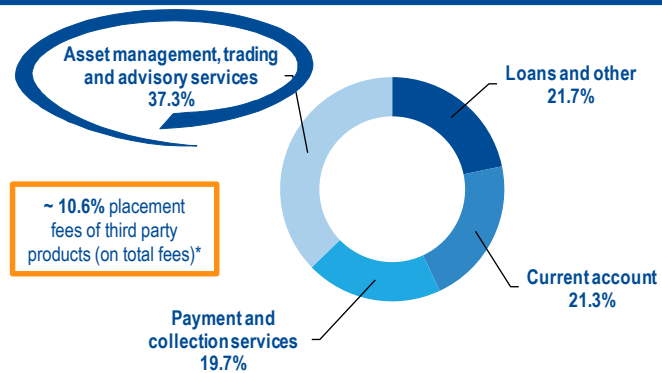 Asset management, trading
and advisory services
37.3%
Loans and other
21.7%
~ 10.6% placement
fees of third party
products (on total fees)*
Current account
21.3%
Payment and
collection services
19.7%